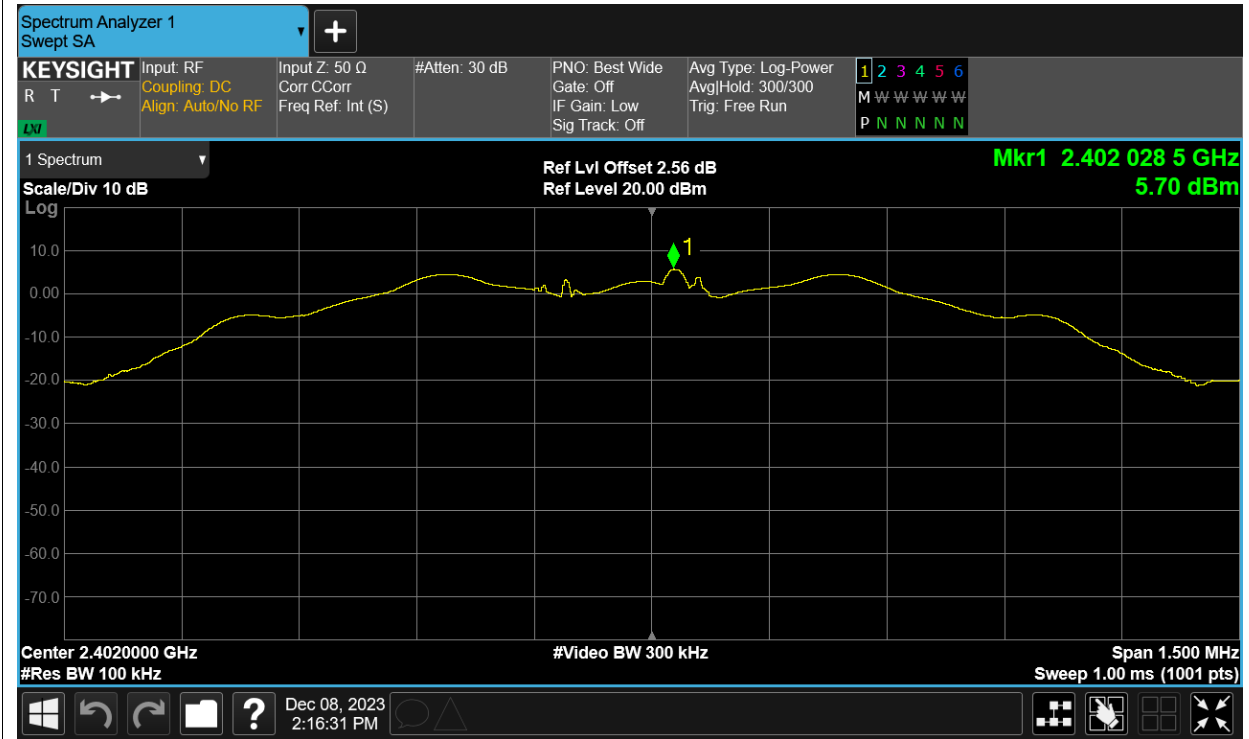 Spectrum Analyzer 1
Swept SA
KEYSIGHT
R T
LXI
Input: RF
Coupling: DC
Align: Auto/No RF
Input Z: 50 Ω
Corr CCorr
Freq Ref: Int (S)
#Atten: 30 dB
PNO: Best Wide
Gate: Off
IF Gain: Low
Sig Track: Off
Avg Type: Log-Power
Avg|Hold: 300/300
Trig: Free Run
1 2 3 4 5 6
M W W W W W
P N N N N N
1 Spectrum
Scale/Div 10 dB
Ref Lvl Offset 2.56 dB
Ref Level 20.00 dBm
Mkr1 2.402 028 5 GHz
5.70 dBm
Log
1
10.0
0.00
-10.0
-20.0
-30.0
-40.0
-50.0
-60.0
-70.0
Center 2.4020000 GHz
#Res BW 100 kHz
#Video BW 300 kHz
Span 1.500 MHz
Sweep 1.00 ms (1001 pts)
?
Dec 08, 2023
2:16:31 PM